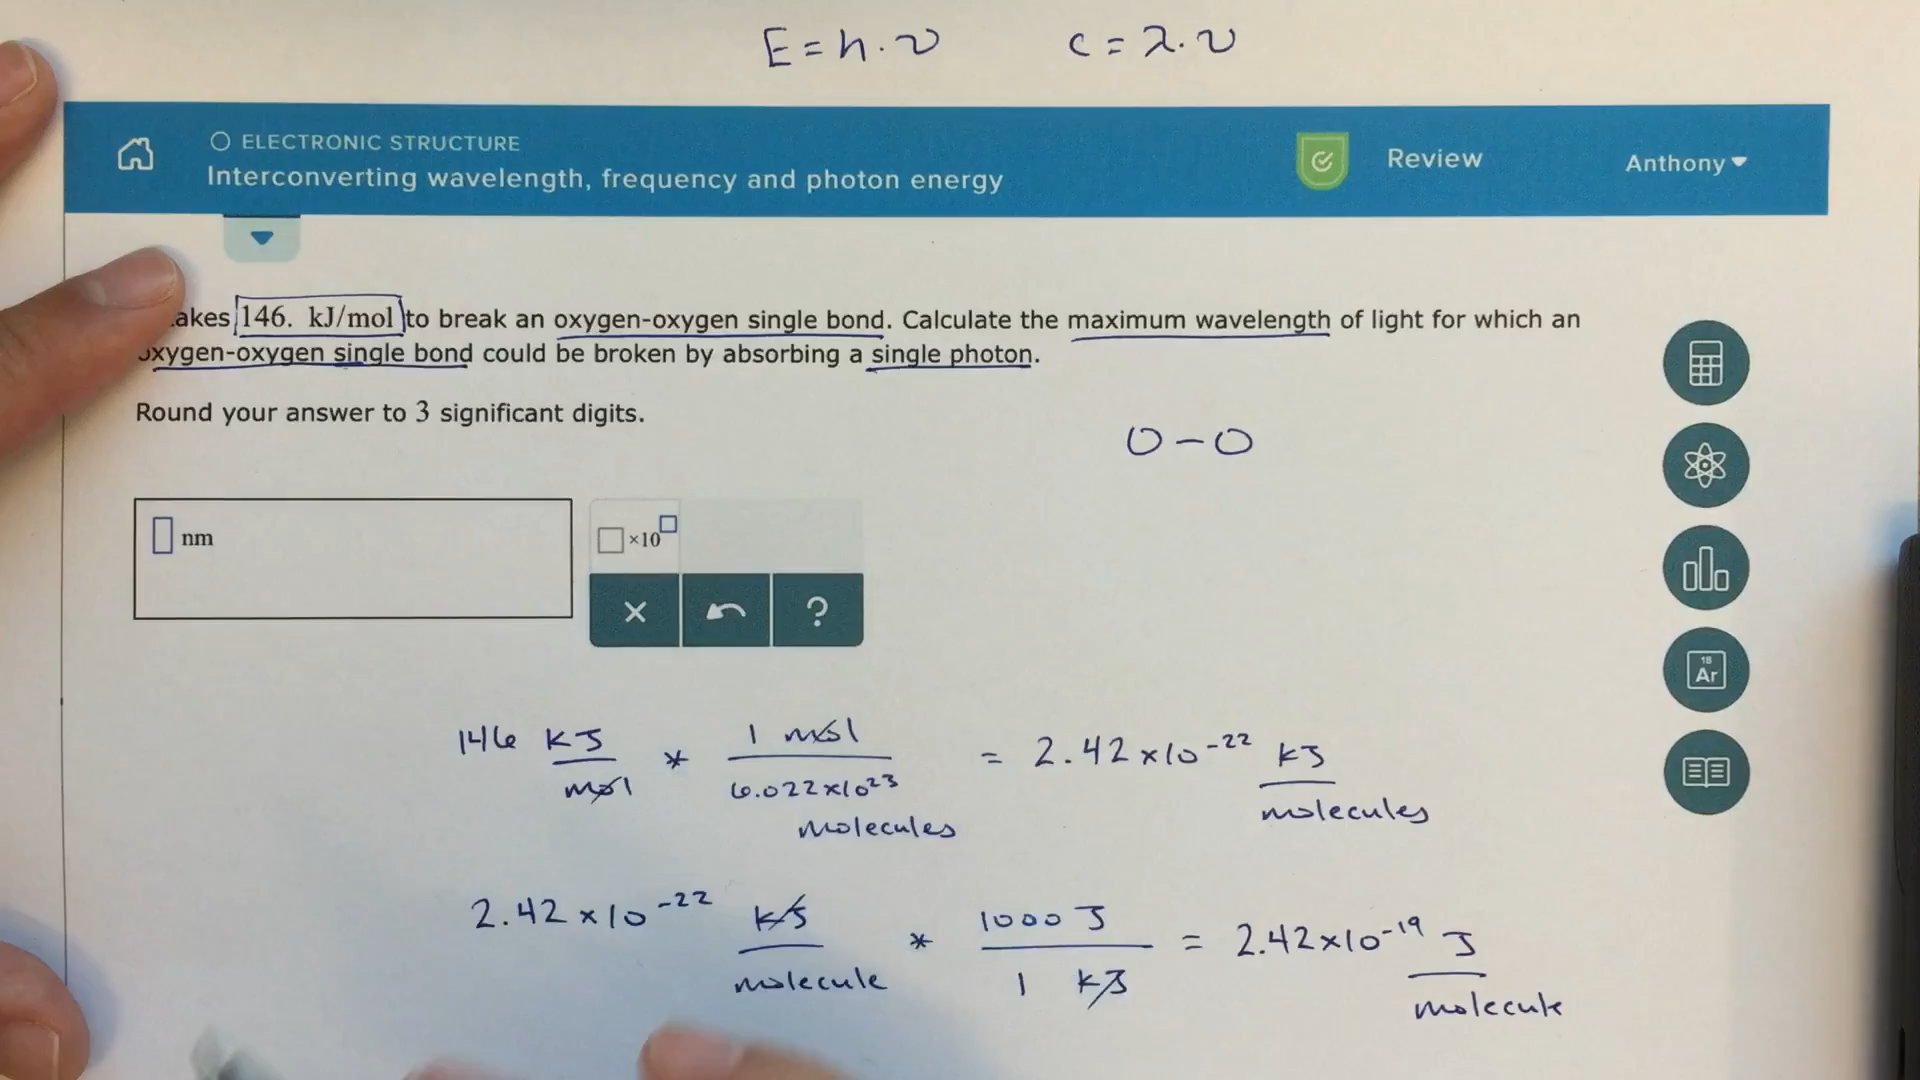 E = h · ν    c = λ · ν
ELECTRONIC STRUCTURE
Interconverting wavelength, frequency and photon energy
Review
Anthony
akes 146. kJ/mol to break an oxygen-oxygen single bond. Calculate the maximum wavelength of light for which an
oxygen-oxygen single bond could be broken by absorbing a single photon.
Round your answer to 3 significant digits.
O–O
nm
×10
×
?
18
Ar
146 kJ/mol * 1 mol/6.022×10²³ molecules = 2.42×10⁻²² kJ/molecules
2.42×10⁻²² kJ/molecule * 1000 J/1 kJ = 2.42×10⁻¹⁹ J/molecule